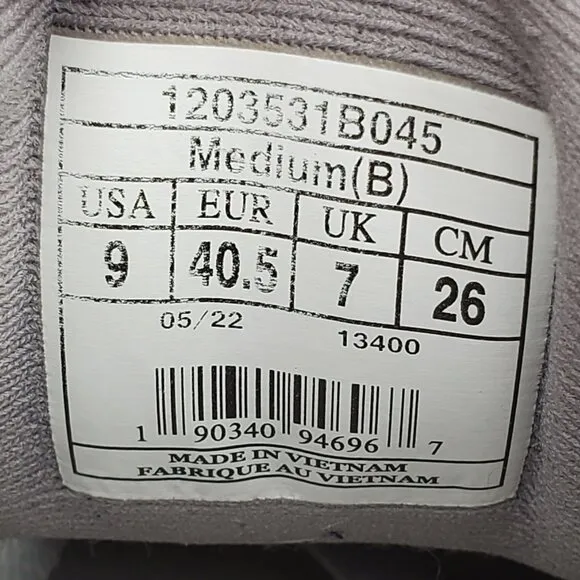 1203531B045
Medium(B)
USA EUR UK CM
9 40.5 7 26
05/22 13400
1 90340 94696 7
MADE IN VIETNAM
FABRIQUE AU VIETNAM